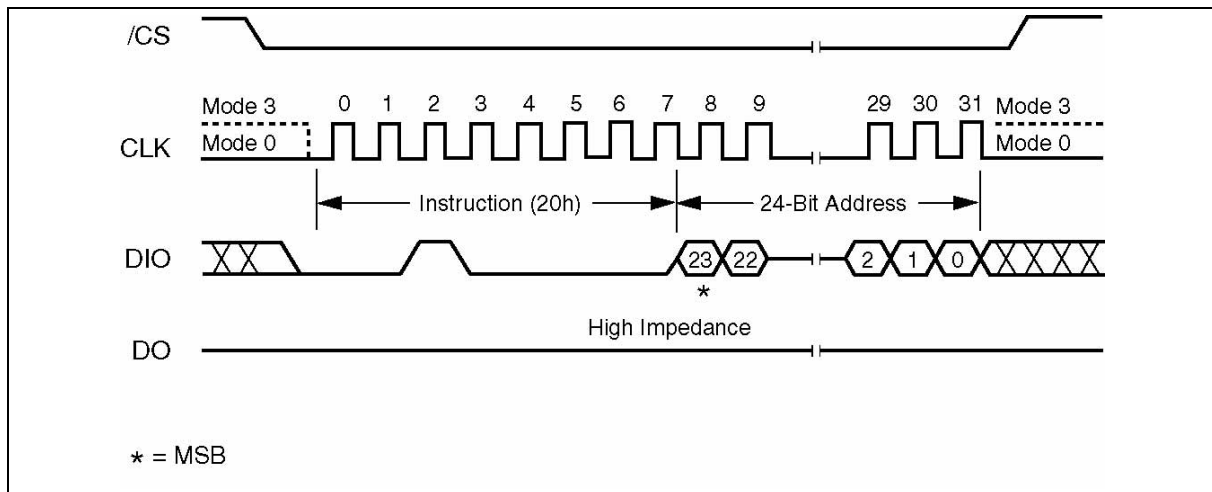 /CS
Mode 3 0 1 2 3 4 5 6 7 8 9 29 30 31 Mode 3
CLK Mode 0 Mode 0
Instruction (20h) 24-Bit Address
DIO 23 22 2 1 0
*
High Impedance
DO
* = MSB